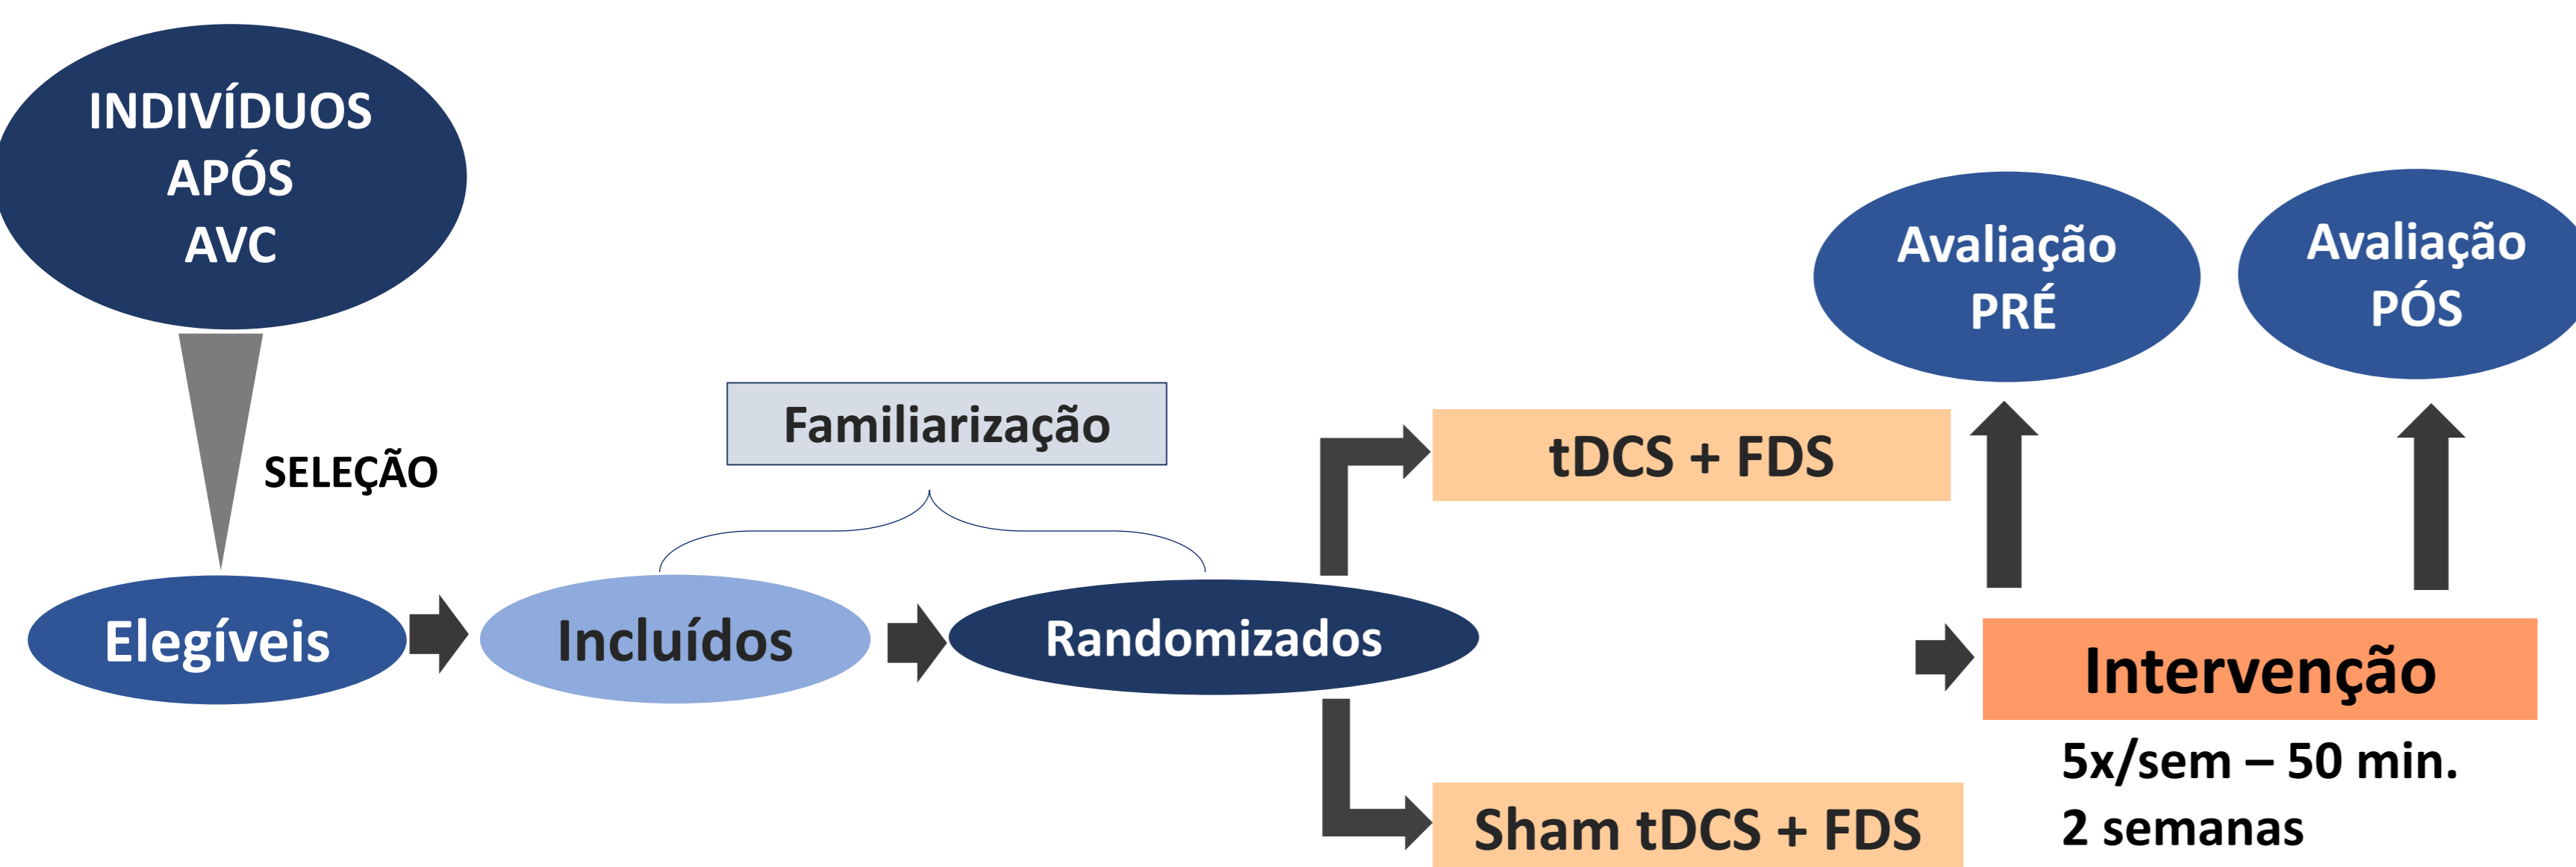 INDIVÍDUOS
APÓS
AVC
SELEÇÃO
Elegíveis
Incluídos
Familiarização
Randomizados
tDCS + FDS
Sham tDCS + FDS
Avaliação
PRÉ
Avaliação
PÓS
Intervenção
5x/sem – 50 min.
2 semanas